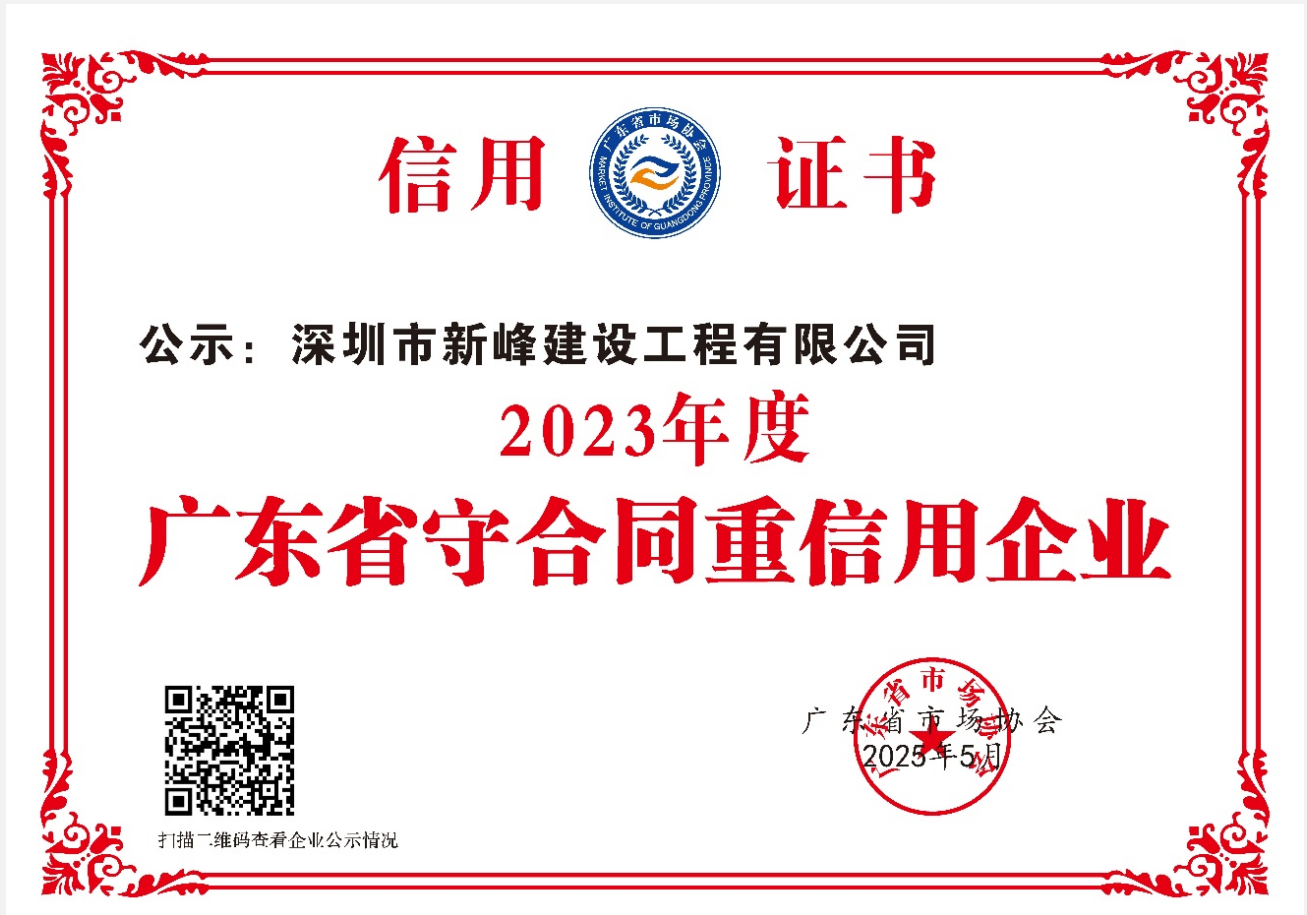 信用证书
广东省市场协会
MARKET INSTITUTE OF GUANGDONG PROVINCE
公示：深圳市新峰建设工程有限公司
2023年度
广东省守合同重信用企业
广东省市场协会
广东省市场协会
2025年5月
扫描二维码查看企业公示情况